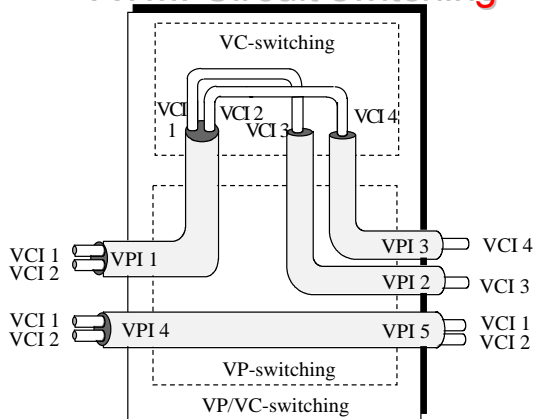 VC-switching
VCI 1
VCI 2
VCI 3
VCI 4
VCI 1
VCI 2
VPI 1
VPI 3
VCI 4
VPI 2
VCI 3
VCI 1
VCI 2
VPI 4
VPI 5
VCI 1
VCI 2
VP-switching
VP/VC-switching